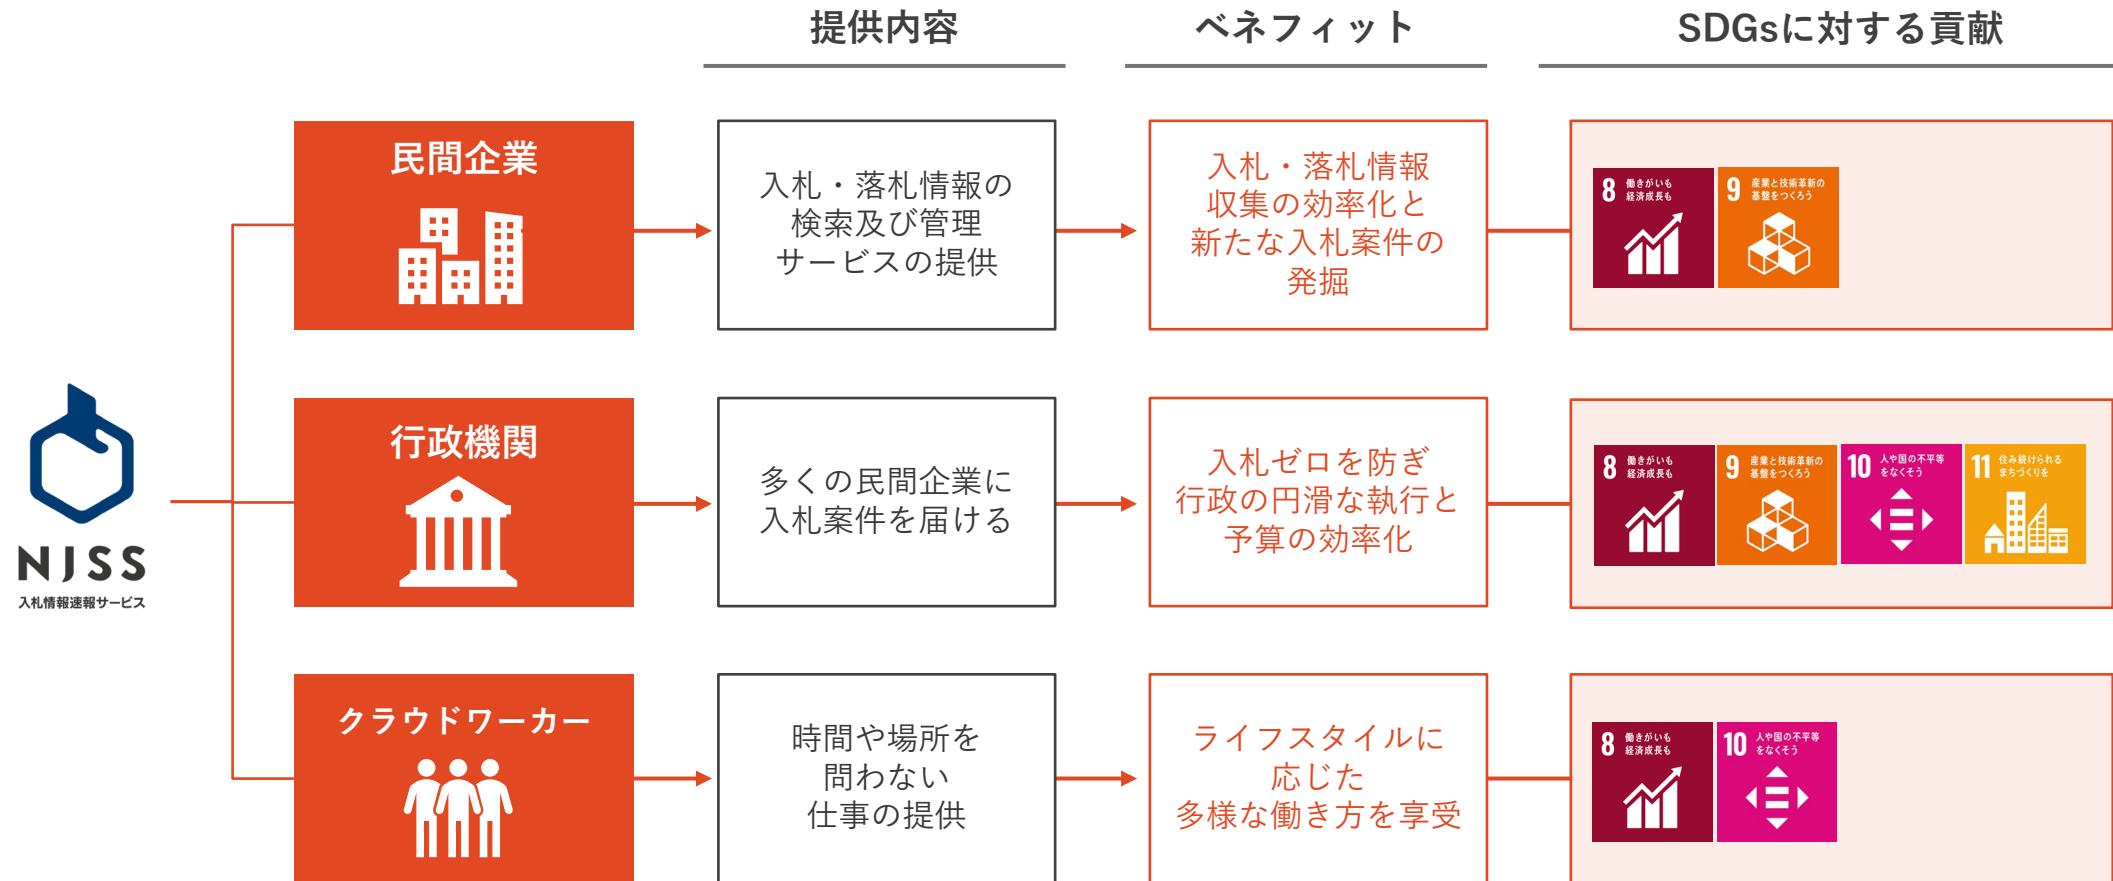 提供内容
ベネフィット
SDGsに対する貢献
民間企業
入札・落札情報の
検索及び管理
サービスの提供
入札・落札情報
収集の効率化と
新たな入札案件の
発掘
8 働きがいも
経済成長も
9 産業と技術革新の
基盤をつくろう
NJSS
入札情報速報サービス
行政機関
多くの民間企業に
入札案件を届ける
入札ゼロを防ぎ
行政の円滑な執行と
予算の効率化
8 働きがいも
経済成長も
9 産業と技術革新の
基盤をつくろう
10 人や国の不平等
をなくそう
11 住み続けられる
まちづくりを
クラウドワーカー
時間や場所を
問わない
仕事の提供
ライフスタイルに
応じた
多様な働き方を享受
8 働きがいも
経済成長も
10 人や国の不平等
をなくそう